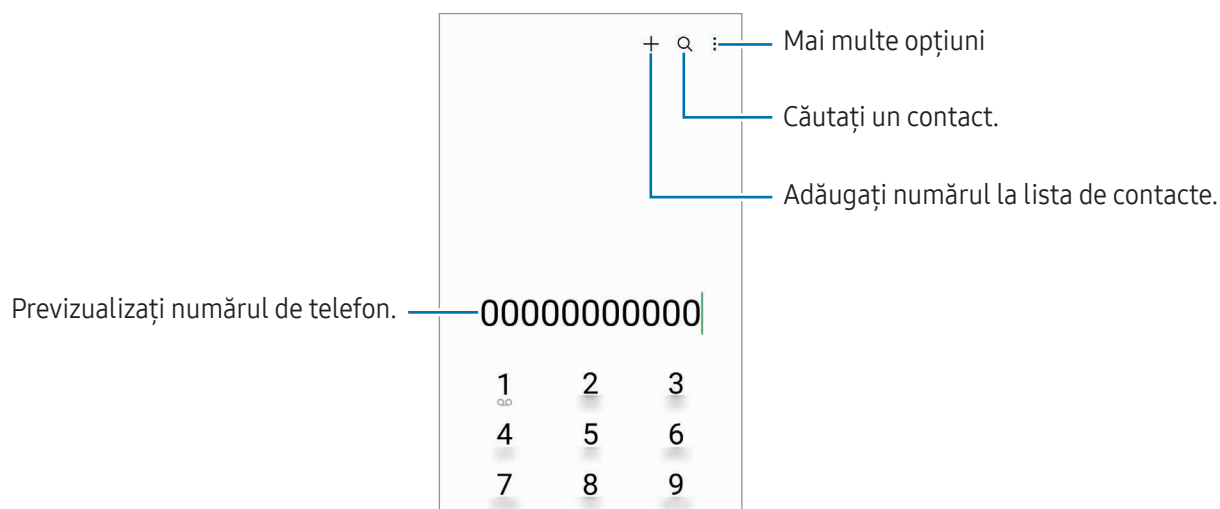 Mai multe opțiuni
Căutați un contact.
Adăugați numărul la lista de contacte.
Previzualizați numărul de telefon.
00000000000
1 2 3
4 5 6
7 8 9